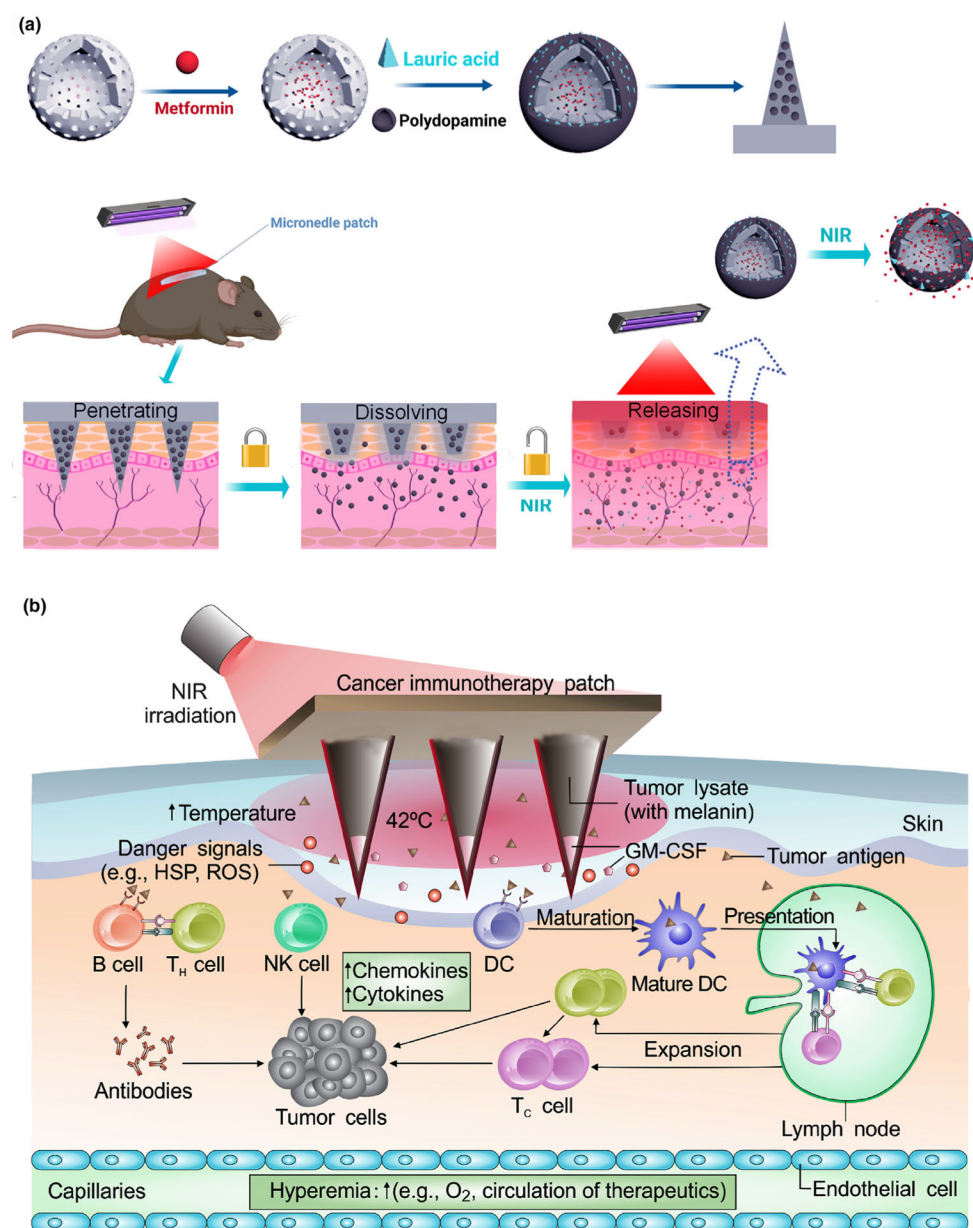 (a)
Metformin
Lauric acid
Polydopamine
Micronedle patch
NIR
Penetrating
Dissolving
Releasing
NIR
(b)
NIR
irradiation
Cancer immunotherapy patch
↑Temperature
42ºC
Tumor lysate
(with melanin)
Skin
Danger signals
(e.g., HSP, ROS)
GM-CSF
Tumor antigen
Maturation
Presentation
B cell
TH cell
NK cell
DC
Mature DC
↑Chemokines
↑Cytokines
Expansion
Antibodies
Tumor cells
TC cell
Lymph node
Capillaries
Hyperemia:↑(e.g., O2, circulation of therapeutics)
Endothelial cell